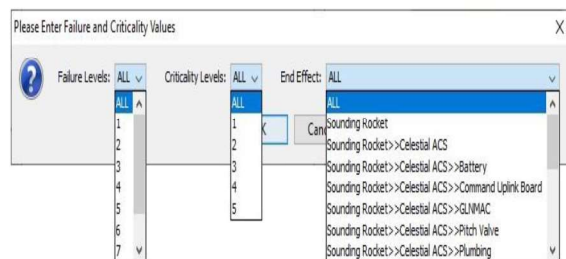 Please Enter Failure and Criticality Values X
Failure Levels: ALL Criticality Levels: ALL End Effect: ALL
ALL ALL ALL
1 1 Sounding Rocket
2 2 Sounding Rocket>>Celestial ACS
3 3 Sounding Rocket>>Celestial ACS>>Battery
4 4 Sounding Rocket>>Celestial ACS>>Command Uplink Board
5 5 Sounding Rocket>>Celestial ACS>>GLNMAC
6 Sounding Rocket>>Celestial ACS>>Pitch Valve
7 Sounding Rocket>>Celestial ACS>>Plumbing